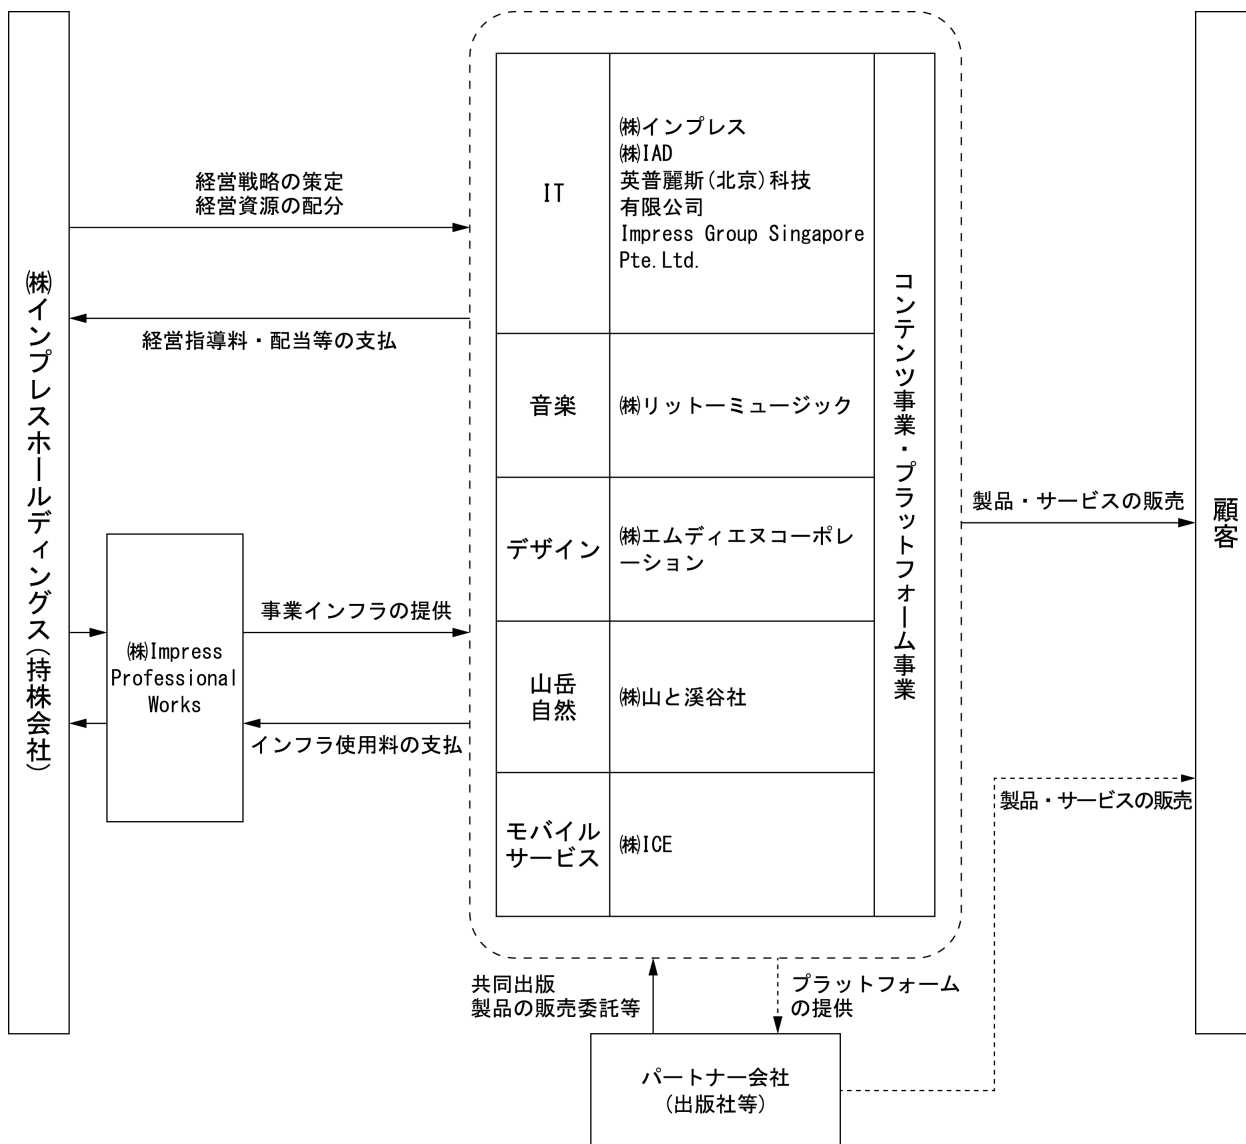 ㈱インプレスホールディングス(持株会社)
経営戦略の策定
経営資源の配分
経営指導料・配当等の支払
㈱Impress
Professional
Works
事業インフラの提供
インフラ使用料の支払
IT
㈱インプレス
㈱IAD
英普麗斯(北京)科技
有限公司
Impress Group Singapore
Pte.Ltd.
音楽
㈱リットーミュージック
デザイン
㈱エムディエヌコーポレ
ーション
山岳
自然
㈱山と溪谷社
モバイル
サービス
㈱ICE
コンテンツ事業・プラットフォーム事業
製品・サービスの販売
顧客
製品・サービスの販売
共同出版
製品の販売委託等
プラットフォーム
の提供
パートナー会社
(出版社等)